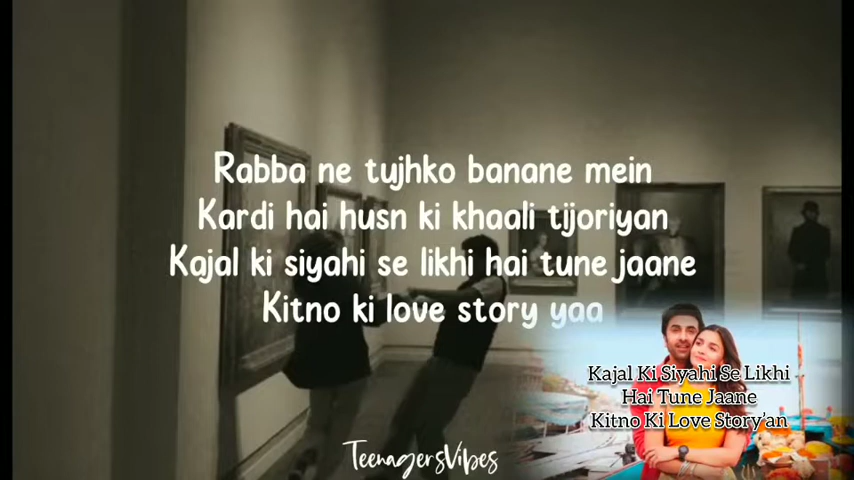 Rabba ne tujhko banane mein
Kardi hai husn ki khaali tijoriyan
Kajal ki siyahi se likhi hai tune jaane
Kitno ki love story yaa
Kajal Ki Siyahi Se Likhi
Hai Tune Jaane
Kitno Ki Love Story'an
TeenagersVibes